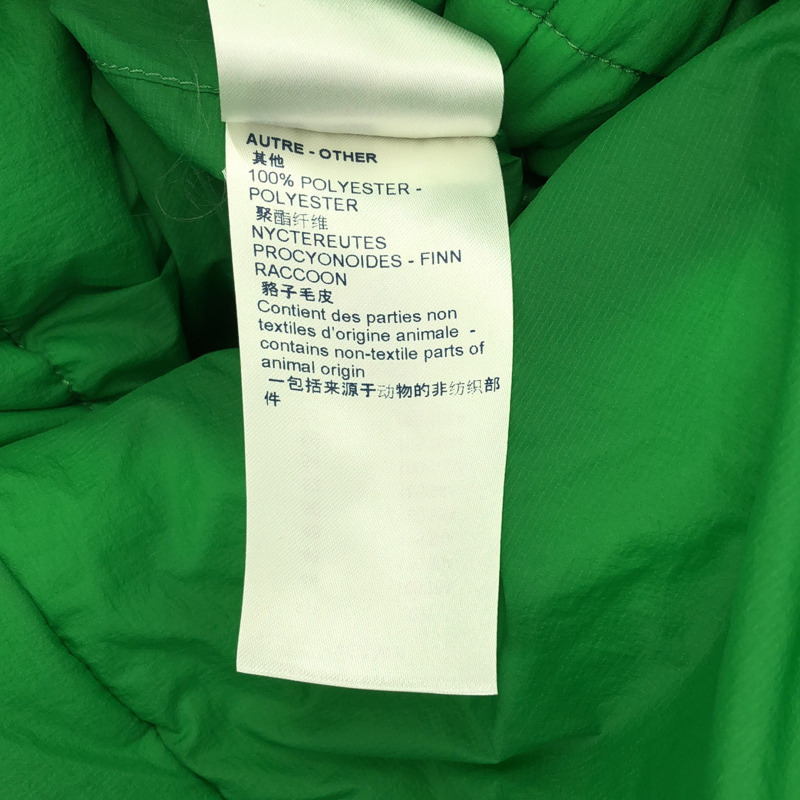 AUTRE - OTHER
其他
100% POLYESTER -
POLYESTER
聚酯纤维
NYCTEREUTES
PROCYONOIDES - FINN
RACCOON
貉子毛皮
Contient des parties non
textiles d'origine animale -
contains non-textile parts of
animal origin
一包括来源于动物的非纺织部
件